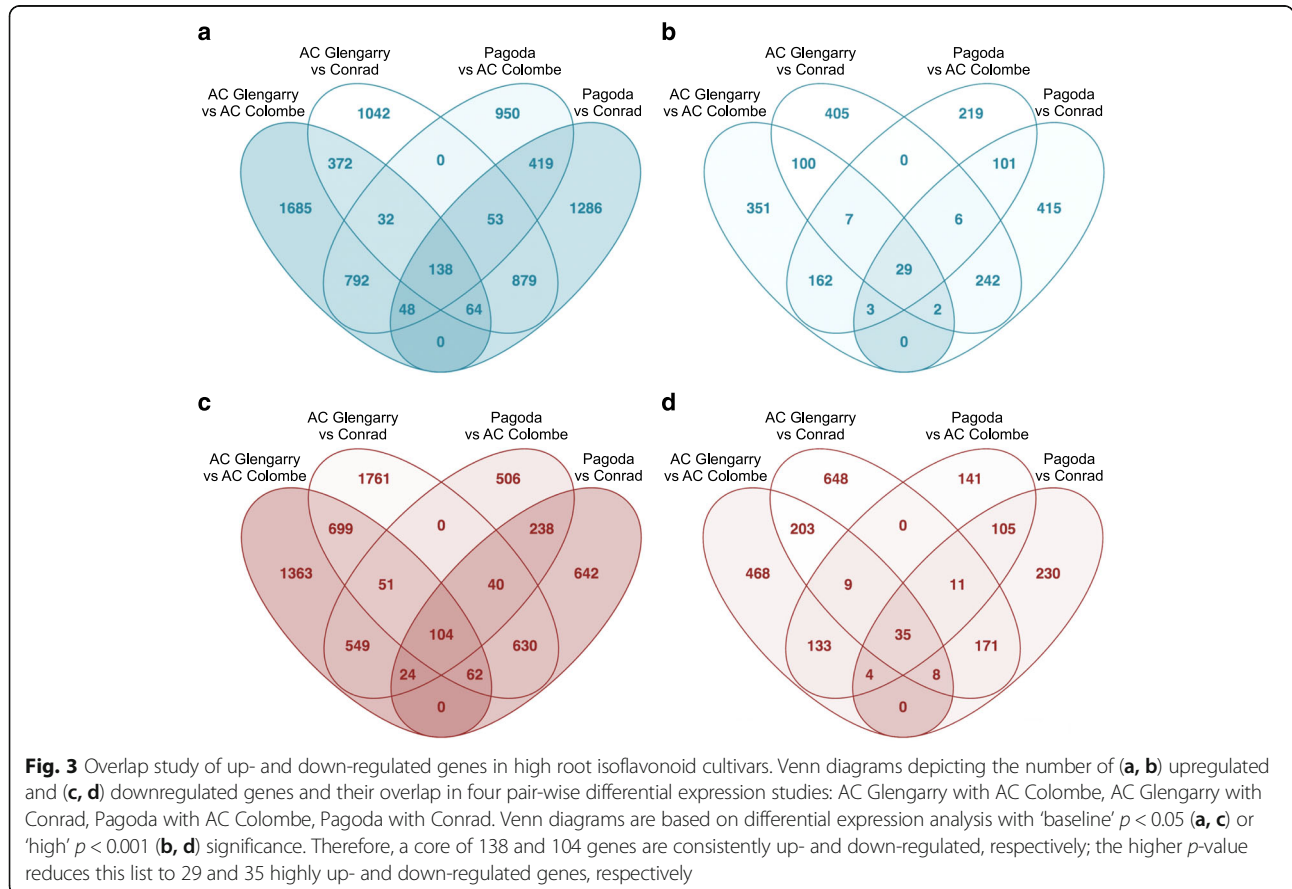 a
AC Glengarry
vs Conrad
Pagoda
vs AC Colombe
AC Glengarry
vs AC Colombe
Pagoda
vs Conrad
1042
950
372
0
419
1685
32
53
1286
138
792
879
48
64
0
b
AC Glengarry
vs Conrad
Pagoda
vs AC Colombe
AC Glengarry
vs AC Colombe
Pagoda
vs Conrad
405
219
100
0
101
351
7
6
415
29
162
242
3
2
0
c
AC Glengarry
vs Conrad
Pagoda
vs AC Colombe
AC Glengarry
vs AC Colombe
Pagoda
vs Conrad
1761
506
699
0
238
1363
51
40
642
104
549
630
24
62
0
d
AC Glengarry
vs Conrad
Pagoda
vs AC Colombe
AC Glengarry
vs AC Colombe
Pagoda
vs Conrad
648
141
203
0
105
468
9
11
230
35
133
171
4
8
0
Fig. 3 Overlap study of up- and down-regulated genes in high root isoflavonoid cultivars. Venn diagrams depicting the number of (a, b) upregulated
and (c, d) downregulated genes and their overlap in four pair-wise differential expression studies: AC Glengarry with AC Colombe, AC Glengarry with
Conrad, Pagoda with AC Colombe, Pagoda with Conrad. Venn diagrams are based on differential expression analysis with ‘baseline’ p < 0.05 (a, c) or
‘high’ p < 0.001 (b, d) significance. Therefore, a core of 138 and 104 genes are consistently up- and down-regulated, respectively; the higher p-value
reduces this list to 29 and 35 highly up- and down-regulated genes, respectively